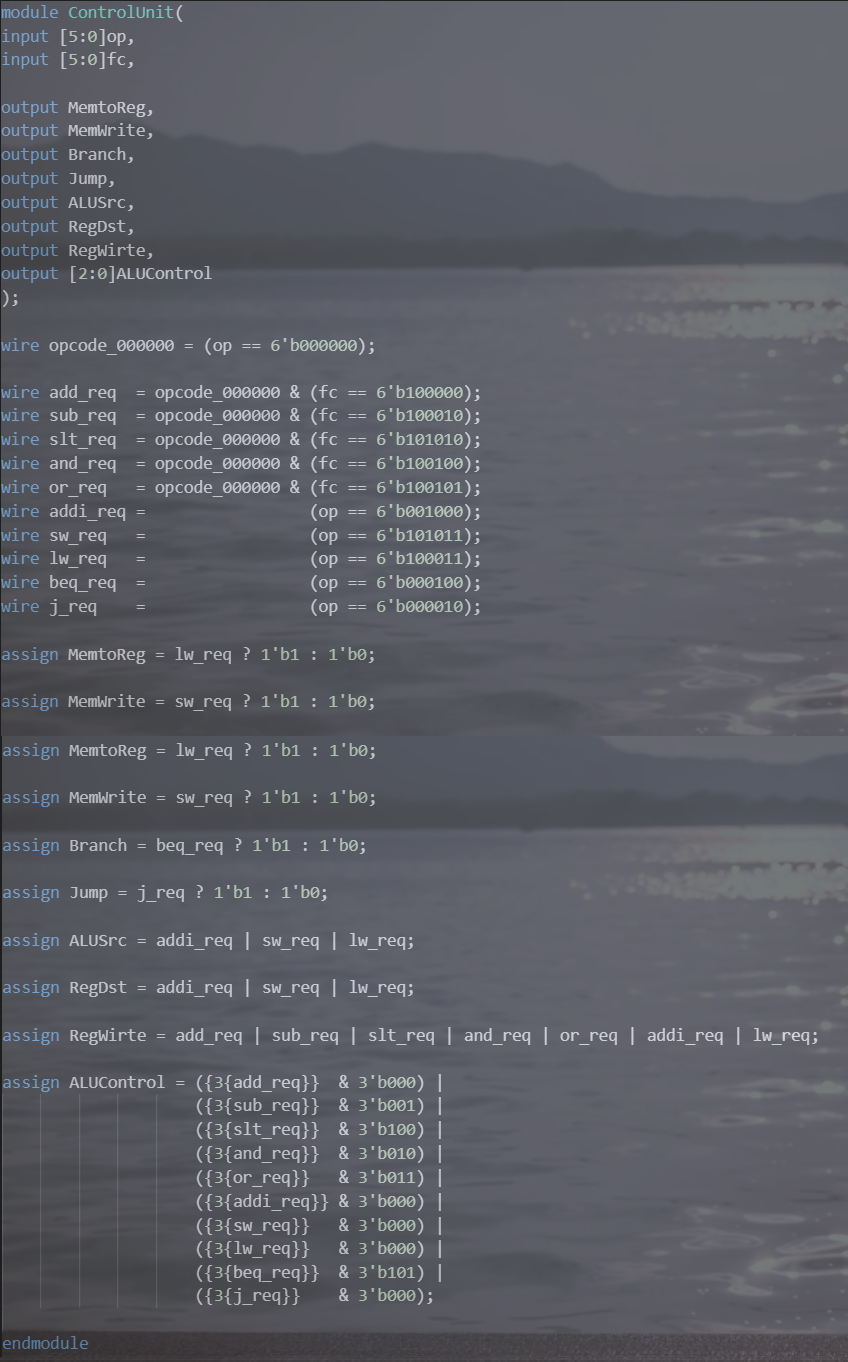 module ControlUnit(
input [5:0]op,
input [5:0]fc,
output MemtoReg,
output MemWrite,
output Branch,
output Jump,
output ALUSrc,
output RegDst,
output RegWirte,
output [2:0]ALUControl
);
wire opcode_000000 = (op == 6'b000000);
wire add_req  = opcode_000000 & (fc == 6'b100000);
wire sub_req  = opcode_000000 & (fc == 6'b100010);
wire slt_req  = opcode_000000 & (fc == 6'b101010);
wire and_req  = opcode_000000 & (fc == 6'b100100);
wire or_req   = opcode_000000 & (fc == 6'b100101);
wire addi_req =                 (op == 6'b001000);
wire sw_req   =                 (op == 6'b101011);
wire lw_req   =                 (op == 6'b100011);
wire beq_req  =                 (op == 6'b000100);
wire j_req    =                 (op == 6'b000010);
assign MemtoReg = lw_req ? 1'b1 : 1'b0;
assign MemWrite = sw_req ? 1'b1 : 1'b0;
assign MemtoReg = lw_req ? 1'b1 : 1'b0;
assign MemWrite = sw_req ? 1'b1 : 1'b0;
assign Branch = beq_req ? 1'b1 : 1'b0;
assign Jump = j_req ? 1'b1 : 1'b0;
assign ALUSrc = addi_req | sw_req | lw_req;
assign RegDst = addi_req | sw_req | lw_req;
assign RegWirte = add_req | sub_req | slt_req | and_req | or_req | addi_req | lw_req;
assign ALUControl = ({3{add_req}}  & 3'b000) |
                    ({3{sub_req}}  & 3'b001) |
                    ({3{slt_req}}  & 3'b100) |
                    ({3{and_req}}  & 3'b010) |
                    ({3{or_req}}   & 3'b011) |
                    ({3{addi_req}} & 3'b000) |
                    ({3{sw_req}}   & 3'b000) |
                    ({3{lw_req}}   & 3'b000) |
                    ({3{beq_req}}  & 3'b101) |
                    ({3{j_req}}    & 3'b000);
endmodule